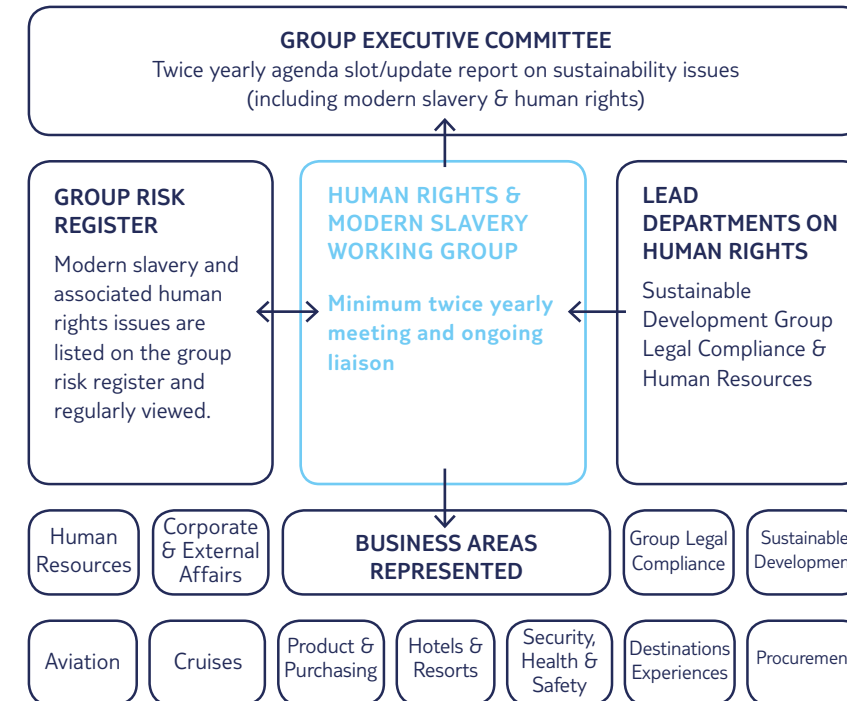 GROUP EXECUTIVE COMMITTEE
Twice yearly agenda slot/update report on sustainability issues
(including modern slavery & human rights)
GROUP RISK
REGISTER
Modern slavery and
associated human
rights issues are
listed on the group
risk register and
regularly viewed.
HUMAN RIGHTS &
MODERN SLAVERY
WORKING GROUP
Minimum twice yearly
meeting and ongoing
liaison
LEAD
DEPARTMENTS ON
HUMAN RIGHTS
Sustainable
Development Group
Legal Compliance &
Human Resources
Human
Resources
Corporate
& External
Affairs
BUSINESS AREAS
REPRESENTED
Group Legal
Compliance
Sustainable
Developmen
Aviation
Cruises
Product &
Purchasing
Hotels &
Resorts
Security,
Health &
Safety
Destinations
Experiences
Procuremen